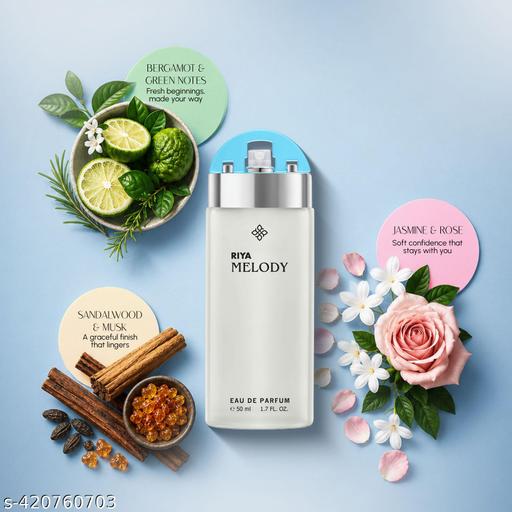 BERGAMOT &
GREEN NOTES
Fresh beginnings,
made your way
JASMINE & ROSE
Soft confidence that
stays with you
SANDALWOOD
& MUSK
A graceful finish
that lingers
RIYA
MELODY
EAU DE PARFUM
℮ 50 ml 1.7 FL. OZ.
s-420760703